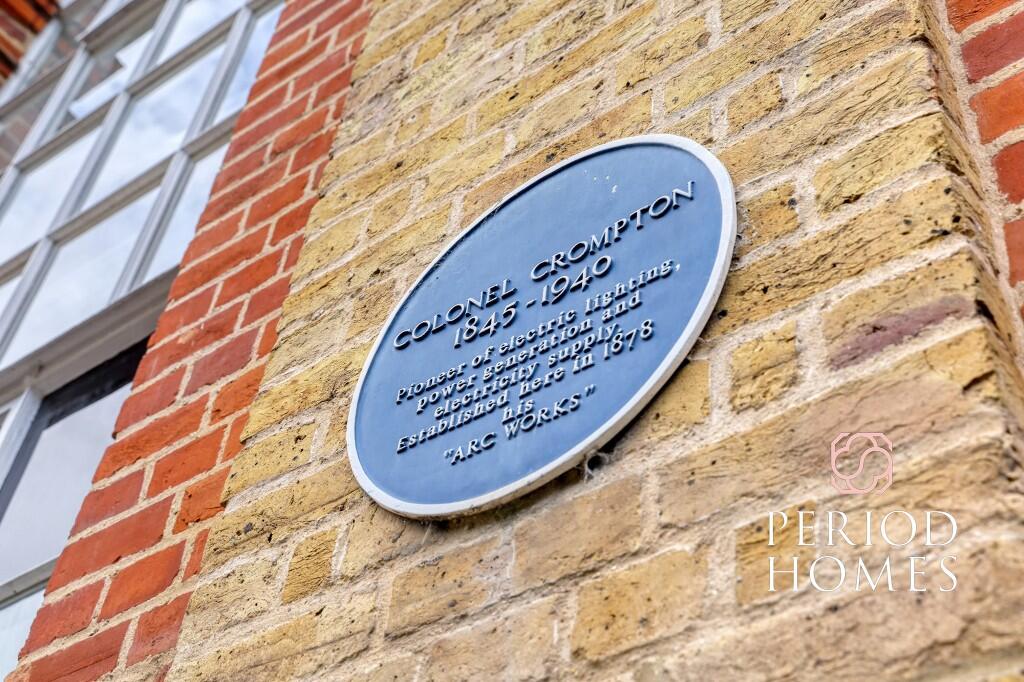 COLONEL CROMPTON
1845-1940
Pioneer of electric lighting,
power generation and
electricity supply,
Established here in 1878
his
"ARC WORKS"
PERIOD
HOMES